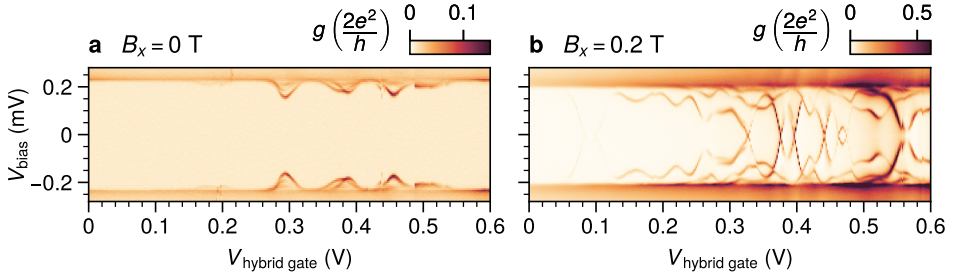 a B_x = 0 T g (2e²/h) 0 0.1
0.2
0
−0.2
V_bias (mV)
0 0.1 0.2 0.3 0.4 0.5 0.6
V_hybrid gate (V)
b B_x = 0.2 T g (2e²/h) 0 0.5
0 0.1 0.2 0.3 0.4 0.5 0.6
V_hybrid gate (V)